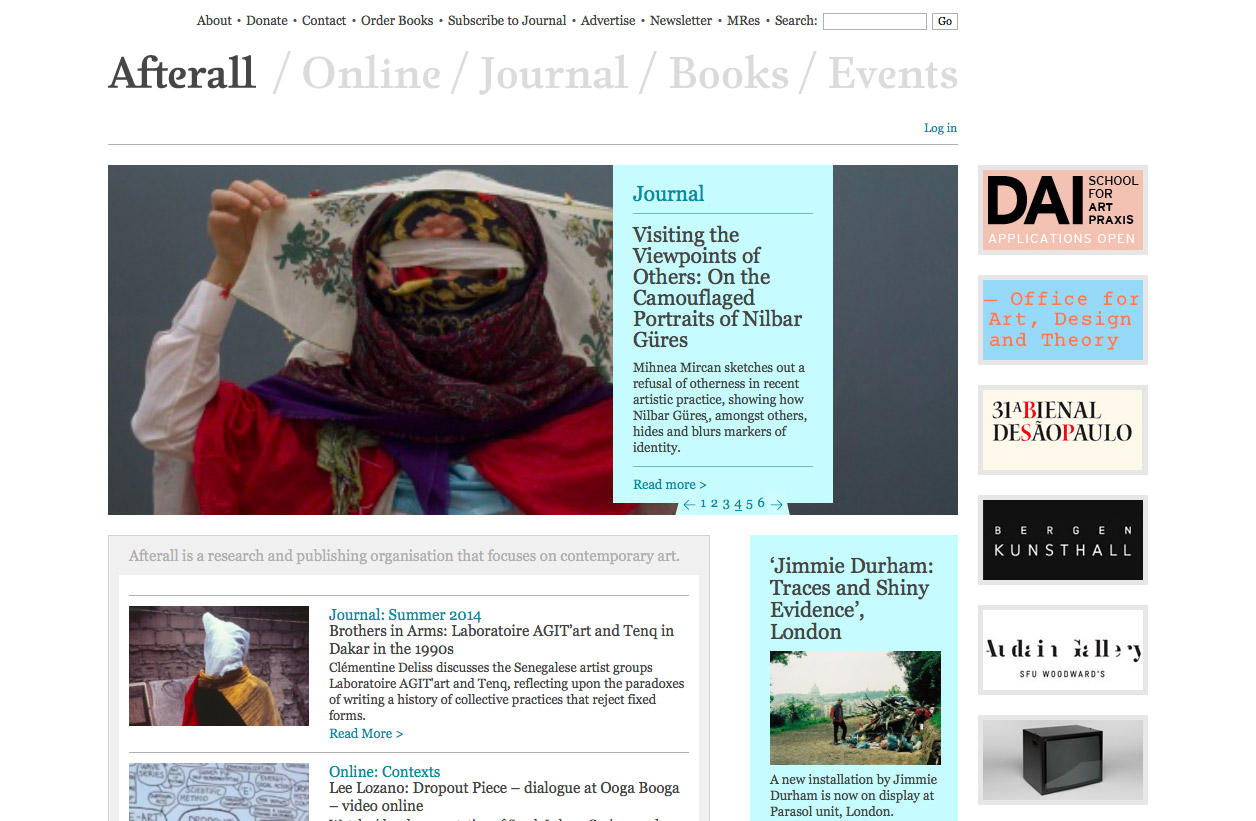 About • Donate • Contact • Order Books • Subscribe to Journal • Advertise • Newsletter • MRes • Search: Go
Afterall / Online / Journal / Books / Events
Log in
Journal
Visiting the
Viewpoints of
Others: On the
Camouflaged
Portraits of Nilbar
Güres
Mihnea Mircan sketches out a
refusal of otherness in recent
artistic practice, showing how
Nilbar Güreş, amongst others,
hides and blurs markers of
identity.
Read more >
← 1 2 3 4 5 6 →
DAI SCHOOL
FOR
ART
PRAXIS
APPLICATIONS OPEN
— Office for
Art, Design
and Theory
31ABIENAL
DESÃOPAULO
BERGEN
KUNSTHALL
Audain Gallery
SFU WOODWARD'S
Afterall is a research and publishing organisation that focuses on contemporary art.
Journal: Summer 2014
Brothers in Arms: Laboratoire AGIT'art and Tenq in
Dakar in the 1990s
Clémentine Deliss discusses the Senegalese artist groups
Laboratoire AGIT'art and Tenq, reflecting upon the paradoxes
of writing a history of collective practices that reject fixed
forms.
Read More >
Online: Contexts
Lee Lozano: Dropout Piece – dialogue at Ooga Booga
– video online
SCIENTIFIC
METHOD
‘Jimmie Durham:
Traces and Shiny
Evidence’,
London
A new installation by Jimmie
Durham is now on display at
Parasol unit, London.